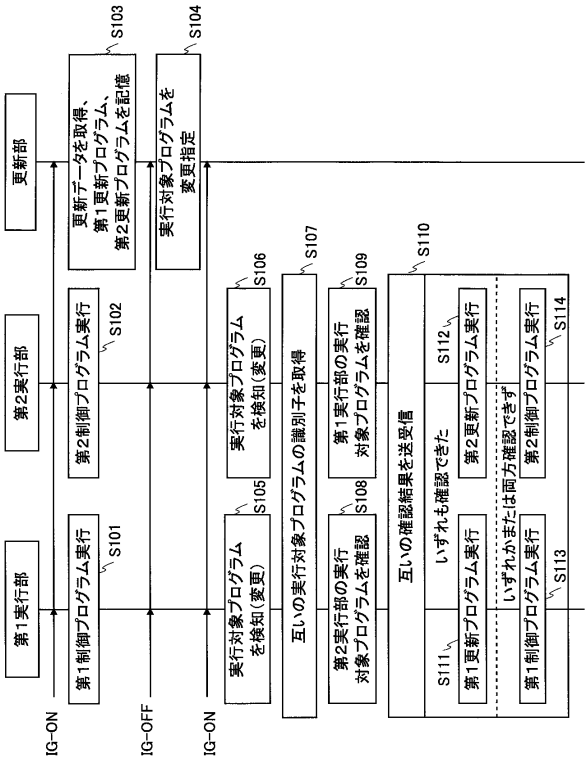 第1実行部
第2実行部
更新部
IG-ON
第1制御プログラム実行
S101
第2制御プログラム実行
S102
更新データを取得、
第1更新プログラム、
第2更新プログラムを記憶
S103
IG-OFF
実行対象プログラムを
変更指定
S104
IG-ON
実行対象プログラム
を検知(変更)
S105
実行対象プログラム
を検知(変更)
S106
互いの実行対象プログラムの識別子を取得
S107
第2実行部の実行
対象プログラムを確認
S108
第1実行部の実行
対象プログラムを確認
S109
互いの確認結果を送受信
S110
いずれも確認できた
S111
第1更新プログラム実行
S112
第2更新プログラム実行
いずれかまたは両方確認できず
第1制御プログラム実行
S113
第2制御プログラム実行
S114